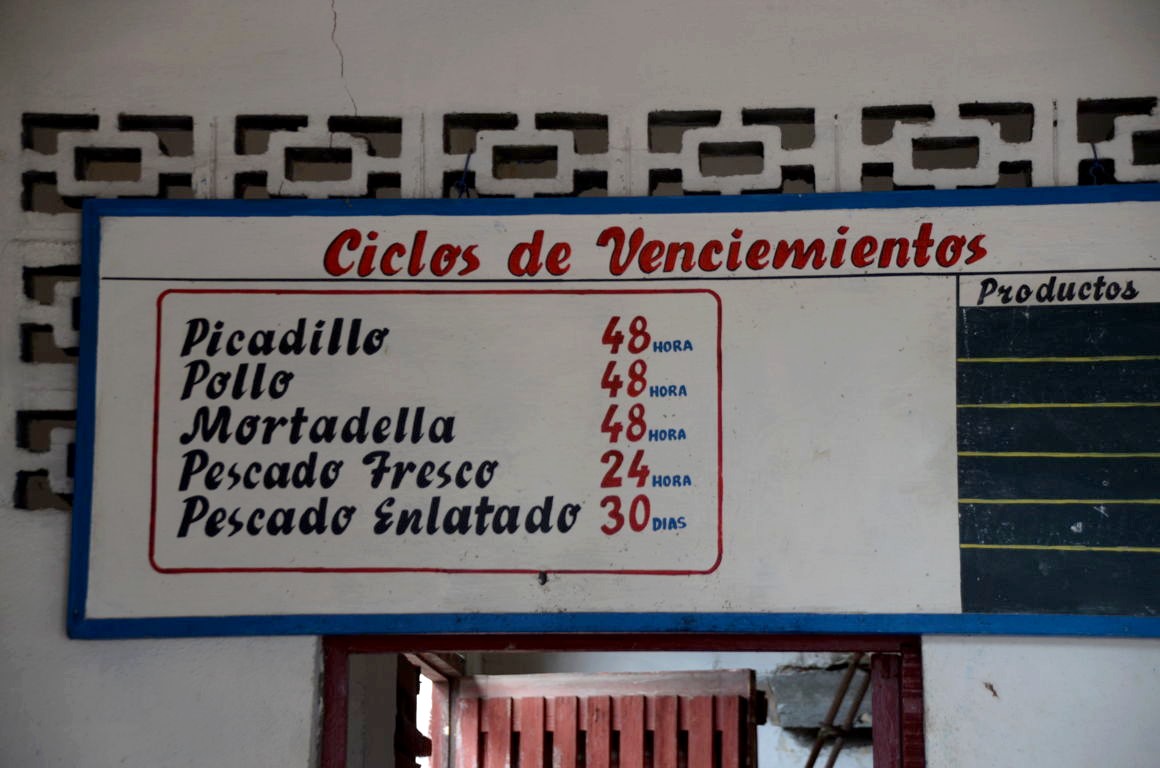 Ciclos de Venciemientos
Productos
Picadillo 48 HORA
Pollo 48 HORA
Mortadella 48 HORA
Pescado Fresco 24 HORA
Pescado Enlatado 30 DIAS